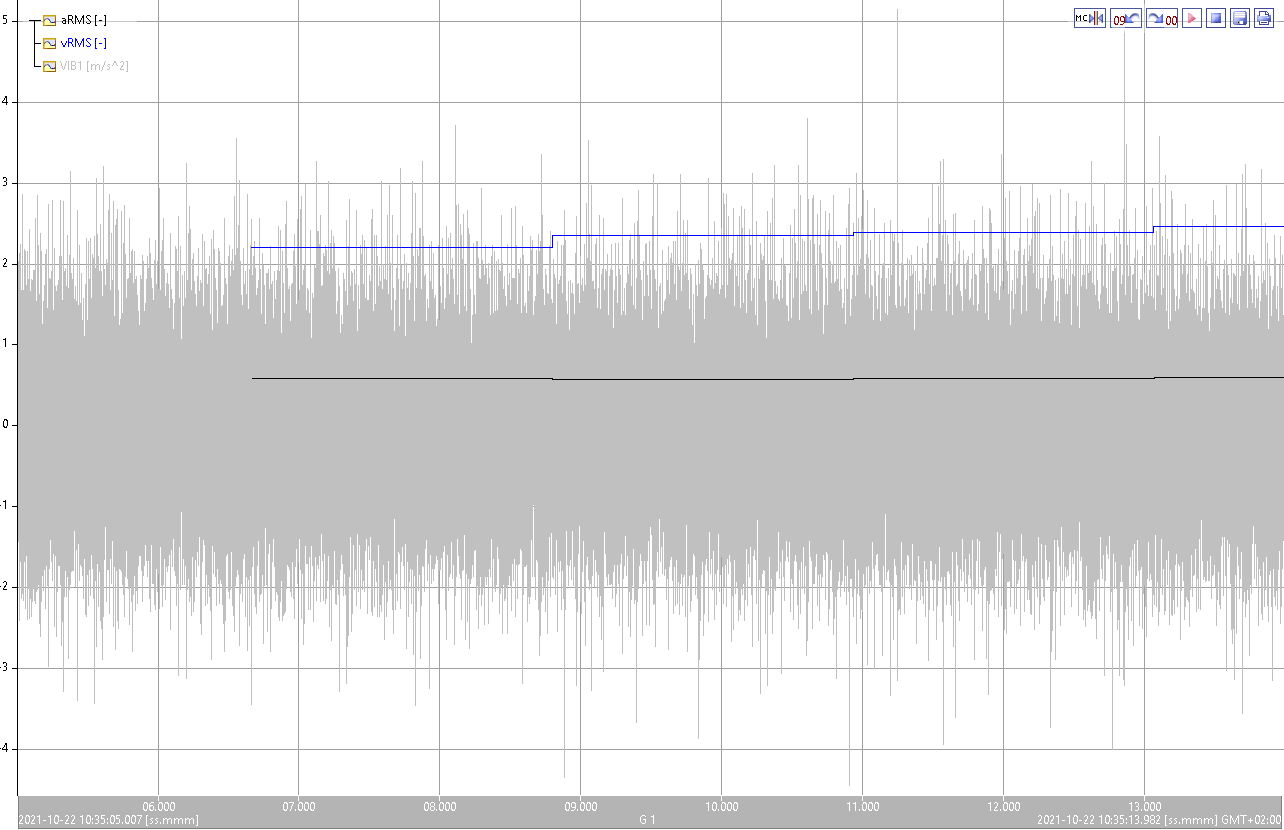 5
aRMS [-]
vRMS [-]
VIB1 [m/s^2]
MC
09
00
4
3
2
1
0
-1
-2
-3
-4
06.000 07.000 08.000 09.000 10.000 11.000 12.000 13.000
2021-10-22 10:35:05.007 [ss.mmm] G 1 2021-10-22 10:35:13.982 [ss.mmm] GMT+02:00